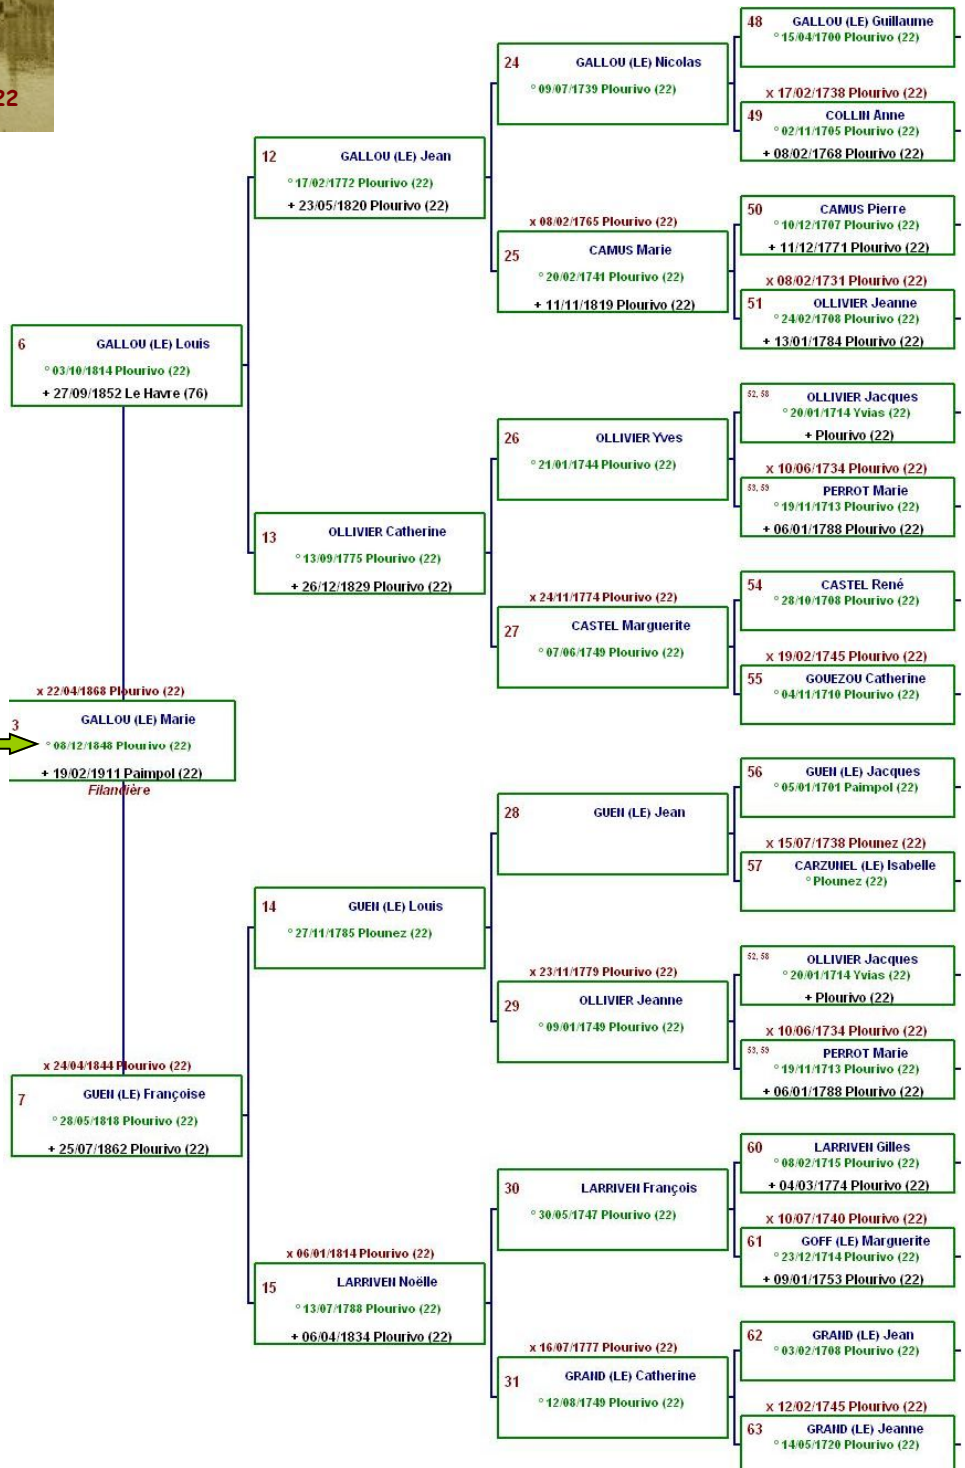 22
48 GALLOU (LE) Guillaume
° 15/04/1700 Plourivo (22)
24 GALLOU (LE) Nicolas
° 09/07/1739 Plourivo (22)
x 17/02/1738 Plourivo (22)
49 COLLIN Anne
° 02/11/1705 Plourivo (22)
+ 08/02/1768 Plourivo (22)
12 GALLOU (LE) Jean
° 17/02/1772 Plourivo (22)
+ 23/05/1820 Plourivo (22)
50 CAMUS Pierre
° 10/12/1707 Plourivo (22)
+ 11/12/1771 Plourivo (22)
x 08/02/1765 Plourivo (22)
25 CAMUS Marie
° 20/02/1741 Plourivo (22)
+ 11/11/1819 Plourivo (22)
x 08/02/1731 Plourivo (22)
51 OLLIVIER Jeanne
° 24/02/1708 Plourivo (22)
+ 13/01/1784 Plourivo (22)
6 GALLOU (LE) Louis
° 03/10/1814 Plourivo (22)
+ 27/09/1852 Le Havre (76)
52, 58 OLLIVIER Jacques
° 20/01/1714 Yvias (22)
+ Plourivo (22)
26 OLLIVIER Yves
° 21/01/1744 Plourivo (22)
x 10/06/1734 Plourivo (22)
53, 59 PERROT Marie
° 19/11/1713 Plourivo (22)
+ 06/01/1788 Plourivo (22)
13 OLLIVIER Catherine
° 13/09/1775 Plourivo (22)
+ 26/12/1829 Plourivo (22)
54 CASTEL René
° 28/10/1708 Plourivo (22)
x 24/11/1774 Plourivo (22)
27 CASTEL Marguerite
° 07/06/1749 Plourivo (22)
x 19/02/1745 Plourivo (22)
55 GOUEZOU Catherine
° 04/11/1710 Plourivo (22)
x 22/04/1868 Plourivo (22)
3 GALLOU (LE) Marie
° 08/12/1848 Plourivo (22)
+ 19/02/1911 Paimpol (22)
Filandière
56 GUEN (LE) Jacques
° 05/01/1701 Paimpol (22)
28 GUEN (LE) Jean
x 15/07/1738 Plounez (22)
57 CARZUNEL (LE) Isabelle
° Plounez (22)
14 GUEN (LE) Louis
° 27/11/1785 Plounez (22)
52, 58 OLLIVIER Jacques
° 20/01/1714 Yvias (22)
+ Plourivo (22)
x 23/11/1779 Plourivo (22)
29 OLLIVIER Jeanne
° 09/01/1749 Plourivo (22)
x 10/06/1734 Plourivo (22)
53, 59 PERROT Marie
° 19/11/1713 Plourivo (22)
+ 06/01/1788 Plourivo (22)
x 24/04/1844 Plourivo (22)
7 GUEN (LE) Françoise
° 28/05/1818 Plourivo (22)
+ 25/07/1862 Plourivo (22)
60 LARRIVEN Gilles
° 08/02/1715 Plourivo (22)
+ 04/03/1774 Plourivo (22)
30 LARRIVEN François
° 30/05/1747 Plourivo (22)
x 10/07/1740 Plourivo (22)
61 GOFF (LE) Marguerite
° 23/12/1714 Plourivo (22)
+ 09/01/1753 Plourivo (22)
x 06/01/1814 Plourivo (22)
15 LARRIVEN Noëlle
° 13/07/1788 Plourivo (22)
+ 06/04/1834 Plourivo (22)
62 GRAND (LE) Jean
° 03/02/1708 Plourivo (22)
x 16/07/1777 Plourivo (22)
31 GRAND (LE) Catherine
° 12/08/1749 Plourivo (22)
x 12/02/1745 Plourivo (22)
63 GRAND (LE) Jeanne
° 14/05/1720 Plourivo (22)